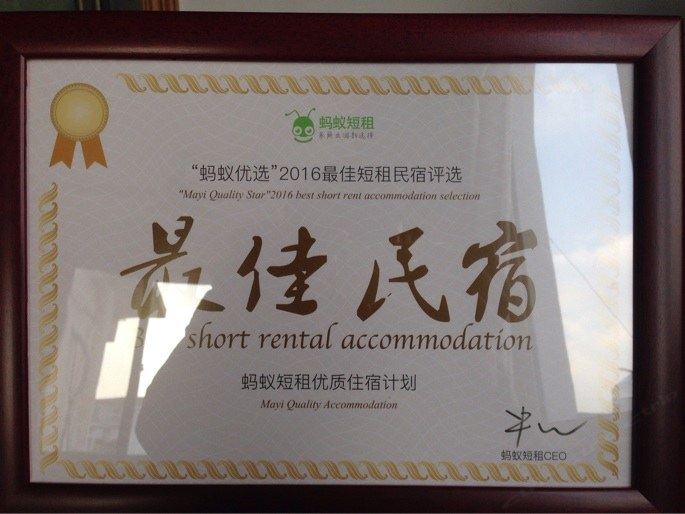 蚂蚁短租
“蚂蚁优选”2016最佳短租民宿评选
"Mayi Quality Star"2016 best short rent accommodation selection
最佳民宿
short rental accommodation
蚂蚁短租优质住宿计划
Mayi Quality Accommodation
蚂蚁短租CEO